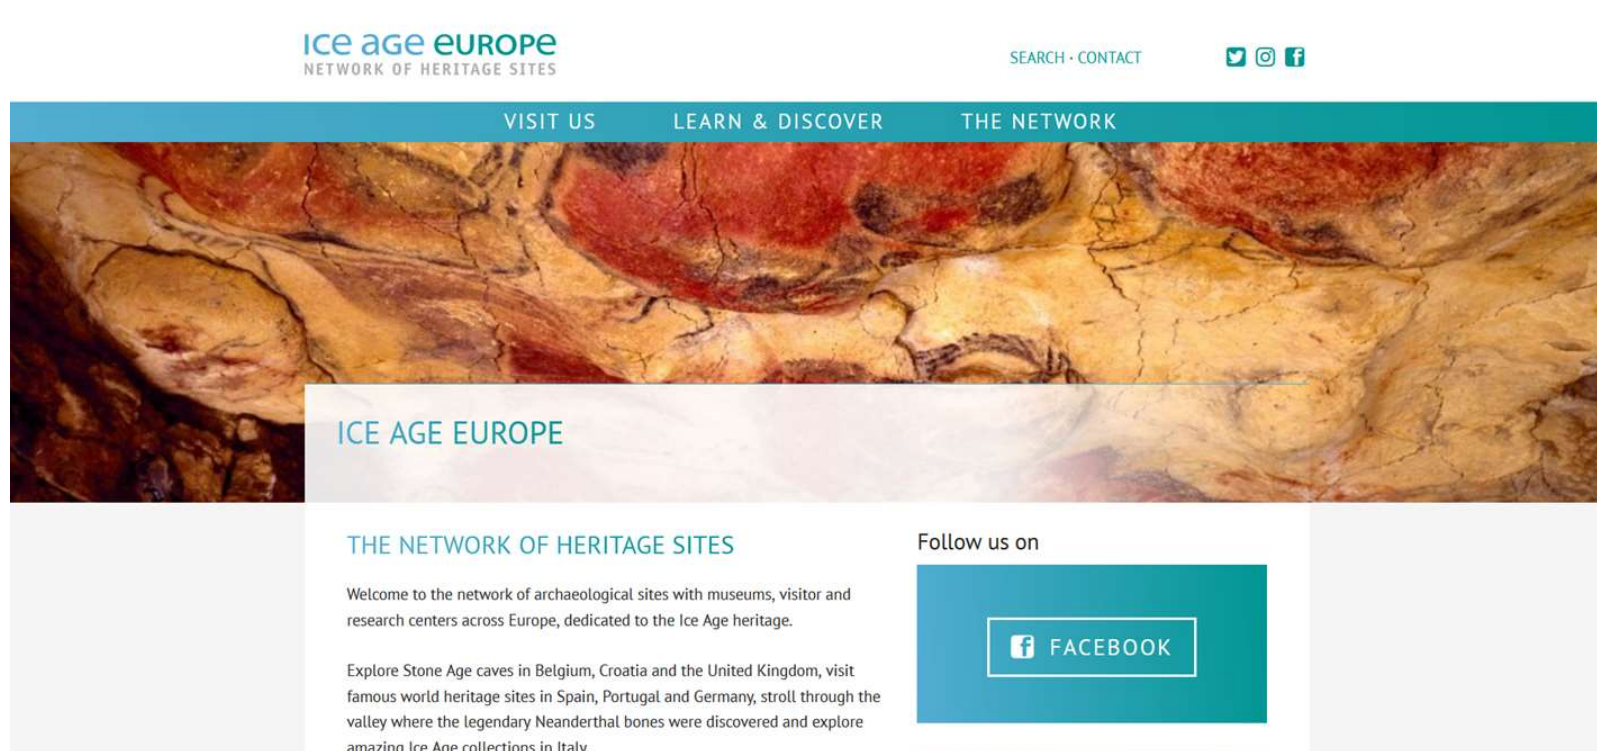 ice age europe
NETWORK OF HERITAGE SITES
SEARCH · CONTACT
VISIT US
LEARN & DISCOVER
THE NETWORK
ICE AGE EUROPE
THE NETWORK OF HERITAGE SITES
Welcome to the network of archaeological sites with museums, visitor and
research centers across Europe, dedicated to the Ice Age heritage.
Explore Stone Age caves in Belgium, Croatia and the United Kingdom, visit
famous world heritage sites in Spain, Portugal and Germany, stroll through the
valley where the legendary Neanderthal bones were discovered and explore
amazing Ice Age collections in Italy.
Follow us on
FACEBOOK